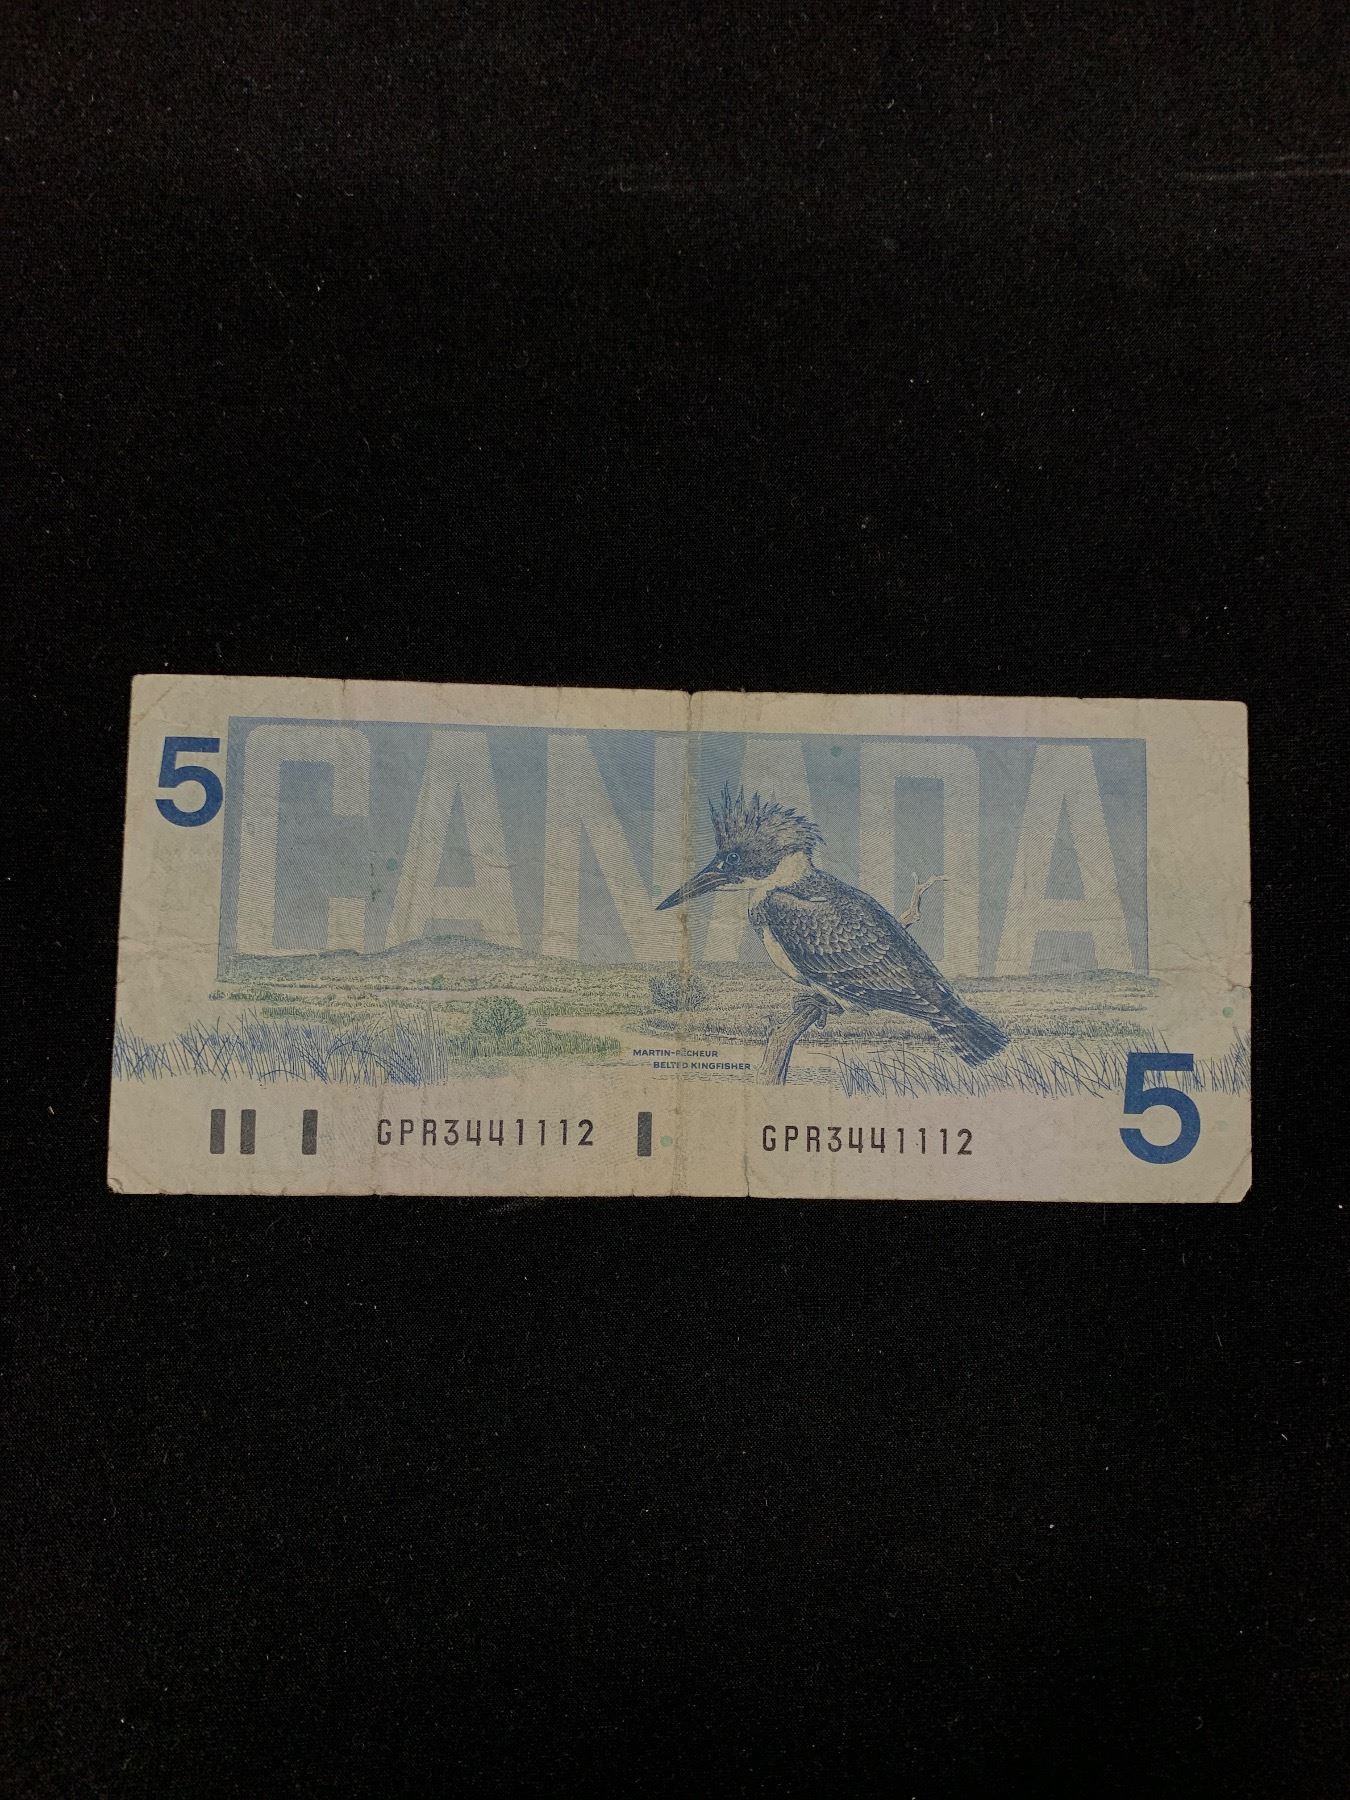 5
CANADA
MARTIN-PÊCHEUR
BELTED KINGFISHER
GPR3441112 GPR3441112
5